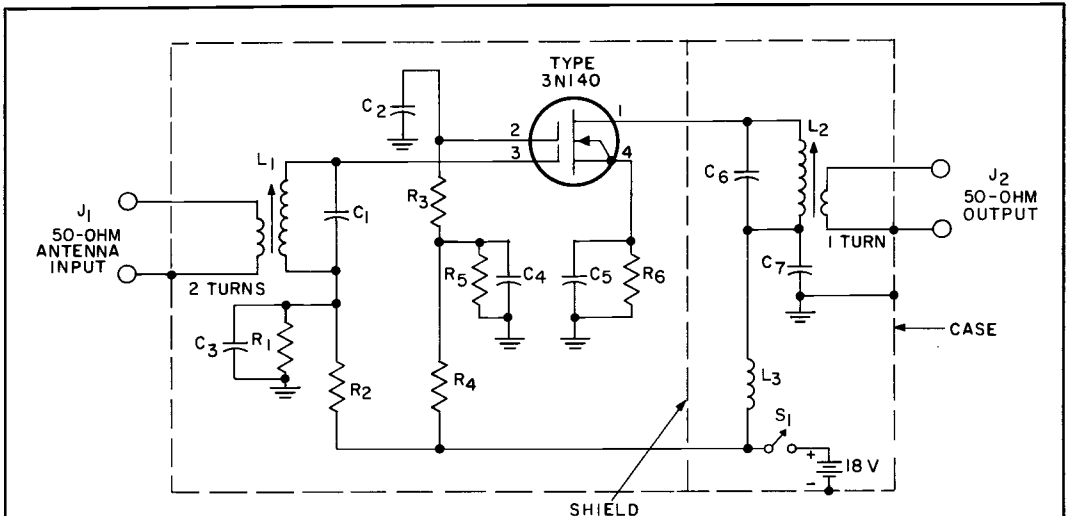 TYPE
3N140
C2
1
2
3
4
L1
L2
J1
50-OHM
ANTENNA
INPUT
C1
R3
C6
J2
50-OHM
OUTPUT
2 TURNS
1 TURN
R5
C4
C5
R6
C7
C3
R1
R2
R4
L3
CASE
S1
+
18 V
-
SHIELD